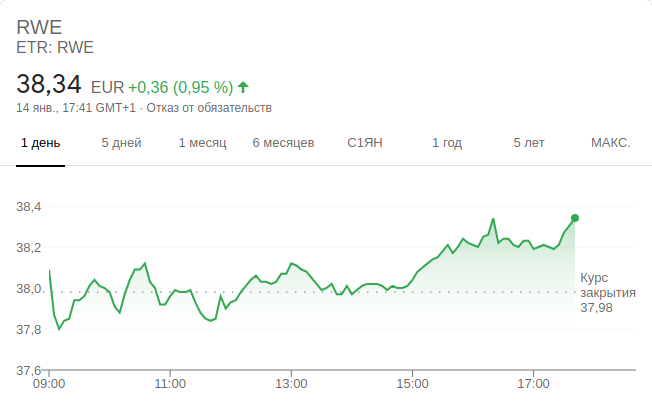 RWE
ETR: RWE
38,34 EUR +0,36 (0,95 %)
14 янв., 17:41 GMT+1 · Отказ от обязательств
1 день 5 дней 1 месяц 6 месяцев С1ЯН 1 год 5 лет МАКС.
38,4
38,2
38,0
37,8
37,6
Курс
закрытия
37,98
09:00 11:00 13:00 15:00 17:00